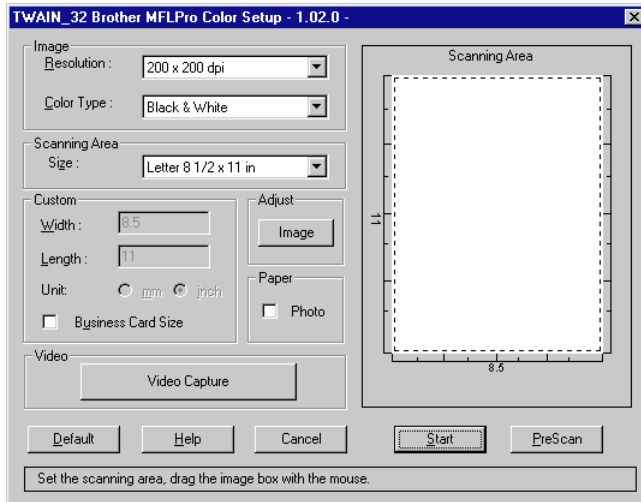 TWAIN_32 Brother MFLPro Color Setup - 1.02.0 -
Image
Resolution :
200 x 200 dpi
Color Type :
Black & White
Scanning Area
Size :
Letter 8 1/2 x 11 in
Custom
Width :
8.5
Length :
11
Unit:
mm
inch
Business Card Size
Adjust
Image
Paper
Photo
Video
Video Capture
Scanning Area
11
8.5
Default
Help
Cancel
Start
PreScan
Set the scanning area, drag the image box with the mouse.